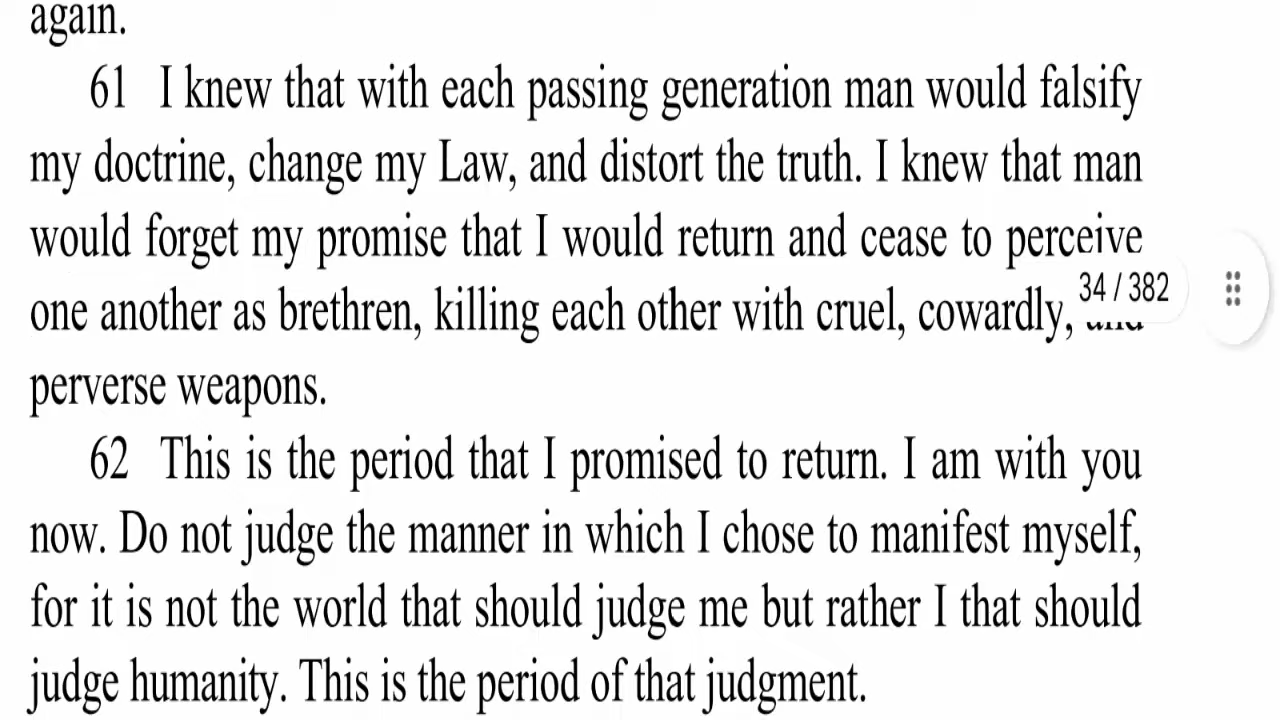 again.
61 I knew that with each passing generation man would falsify
my doctrine, change my Law, and distort the truth. I knew that man
would forget my promise that I would return and cease to perceive
one another as brethren, killing each other with cruel, cowardly, and
34 / 382
perverse weapons.
62 This is the period that I promised to return. I am with you
now. Do not judge the manner in which I chose to manifest myself,
for it is not the world that should judge me but rather I that should
judge humanity. This is the period of that judgment.